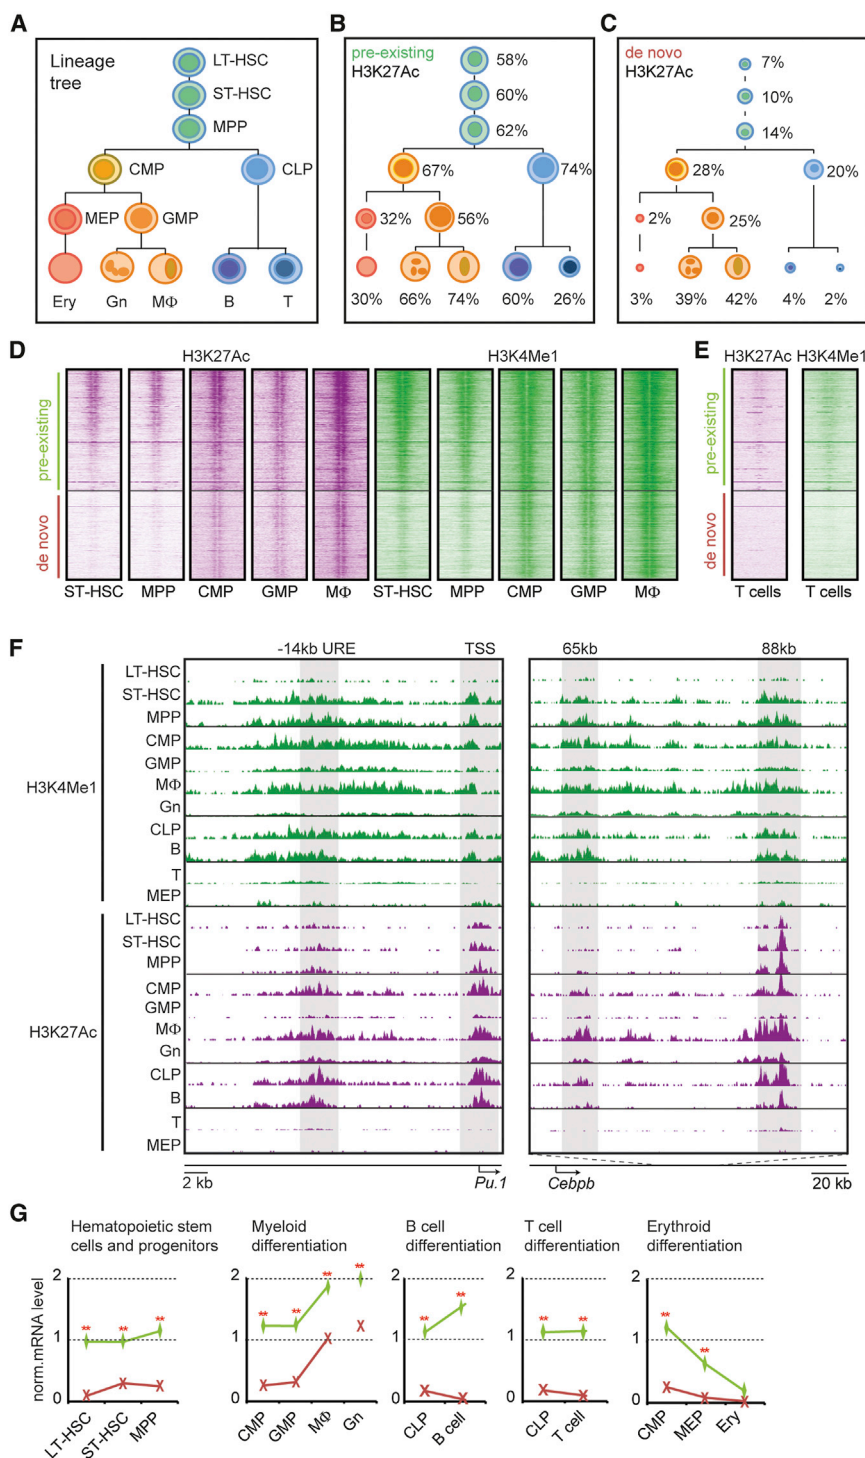 A
Lineage
tree
LT-HSC
ST-HSC
MPP
CMP
CLP
MEP
GMP
Ery
Gn
MΦ
B
T
B
pre-existing
H3K27Ac
58%
60%
62%
67%
74%
32%
56%
30%
66%
74%
60%
26%
C
de novo
H3K27Ac
7%
10%
14%
28%
20%
2%
25%
3%
39%
42%
4%
2%
D
H3K27Ac
H3K4Me1
pre-existing
de novo
ST-HSC
MPP
CMP
GMP
MΦ
ST-HSC
MPP
CMP
GMP
MΦ
E
H3K27Ac
H3K4Me1
pre-existing
de novo
T cells
T cells
F
-14kb URE
TSS
65kb
88kb
H3K4Me1
LT-HSC
ST-HSC
MPP
CMP
GMP
MΦ
Gn
CLP
B
T
MEP
H3K27Ac
LT-HSC
ST-HSC
MPP
CMP
GMP
MΦ
Gn
CLP
B
T
MEP
2 kb
Pu.1
Cebpb
20 kb
G
Hematopoietic stem
cells and progenitors
norm.mRNA level
2
1
0
** ** **
LT-HSC
ST-HSC
MPP
Myeloid
differentiation
2
1
0
** ** ** **
CMP
GMP
MΦ
Gn
B cell
differentiation
2
1
0
** **
CLP
B cell
T cell
differentiation
2
1
0
** **
CLP
T cell
Erythroid
differentiation
2
1
0
** **
CMP
MEP
Ery